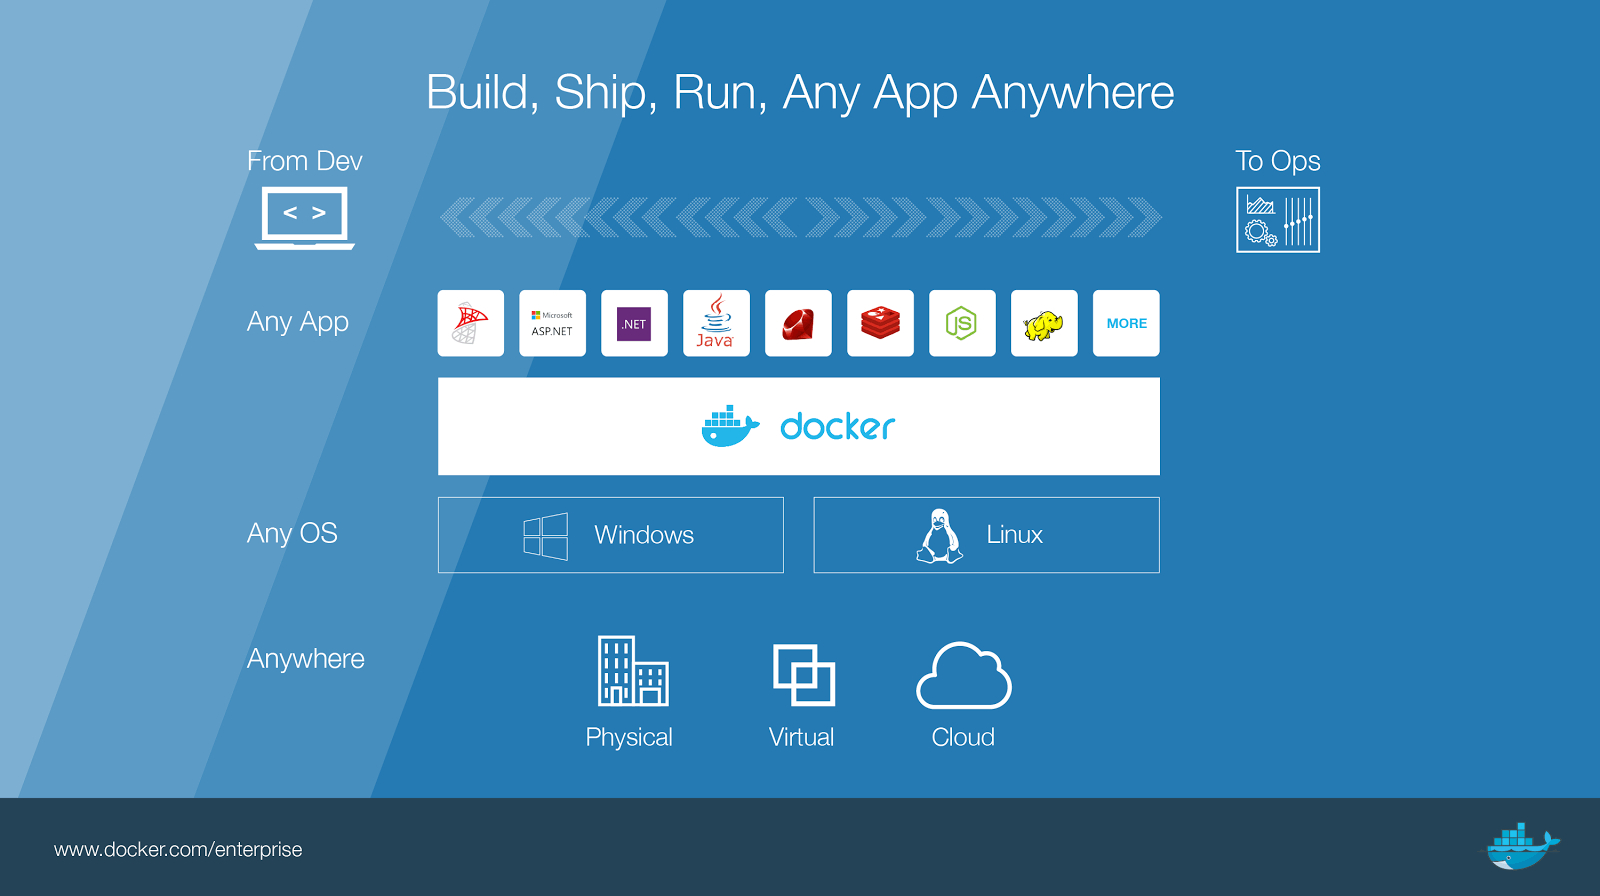 Build, Ship, Run, Any App Anywhere
From Dev
To Ops
< >
Any App
Microsoft
ASP.NET
.NET
Java
JS
MORE
docker
Any OS
Windows
Linux
Anywhere
Physical
Virtual
Cloud
www.docker.com/enterprise